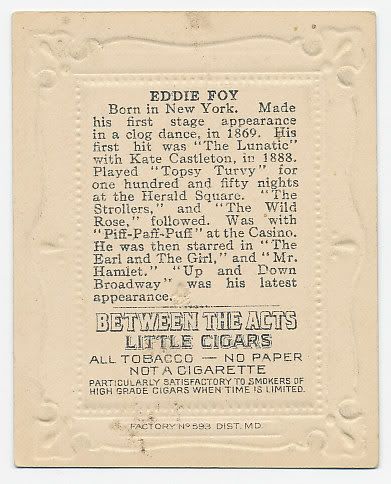 EDDIE FOY
Born in New York. Made
his first stage appearance
in a clog dance, in 1869. His
first hit was "The Lunatic"
with Kate Castleton, in 1888.
Played "Topsy Turvy" for
one hundred and fifty nights
at the Herald Square. "The
Strollers," and "The Wild
Rose," followed. Was with
"Piff-Paff-Puff" at the Casino.
He was then starred in "The
Earl and The Girl," and "Mr.
Hamlet." "Up and Down
Broadway" was his latest
appearance.
BETWEEN THE ACTS
LITTLE CIGARS
ALL TOBACCO — NO PAPER
NOT A CIGARETTE
PARTICULARLY SATISFACTORY TO SMOKERS OF
HIGH GRADE CIGARS WHEN TIME IS LIMITED.
FACTORY Nº 593 DIST. MD.